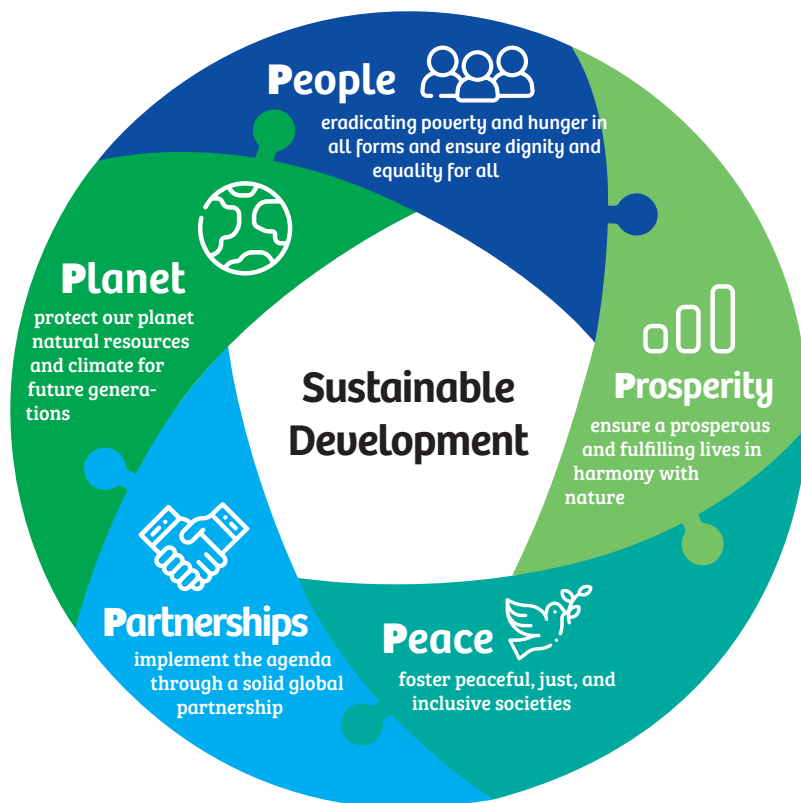 People
eradicating poverty and hunger in
all forms and ensure dignity and
equality for all
Planet
protect our planet
natural resources
and climate for
future genera-
tions
Sustainable
Development
Prosperity
ensure a prosperous
and fulfilling lives in
harmony with
nature
Partnerships
implement the agenda
through a solid global
partnership
Peace
foster peaceful, just, and
inclusive societies